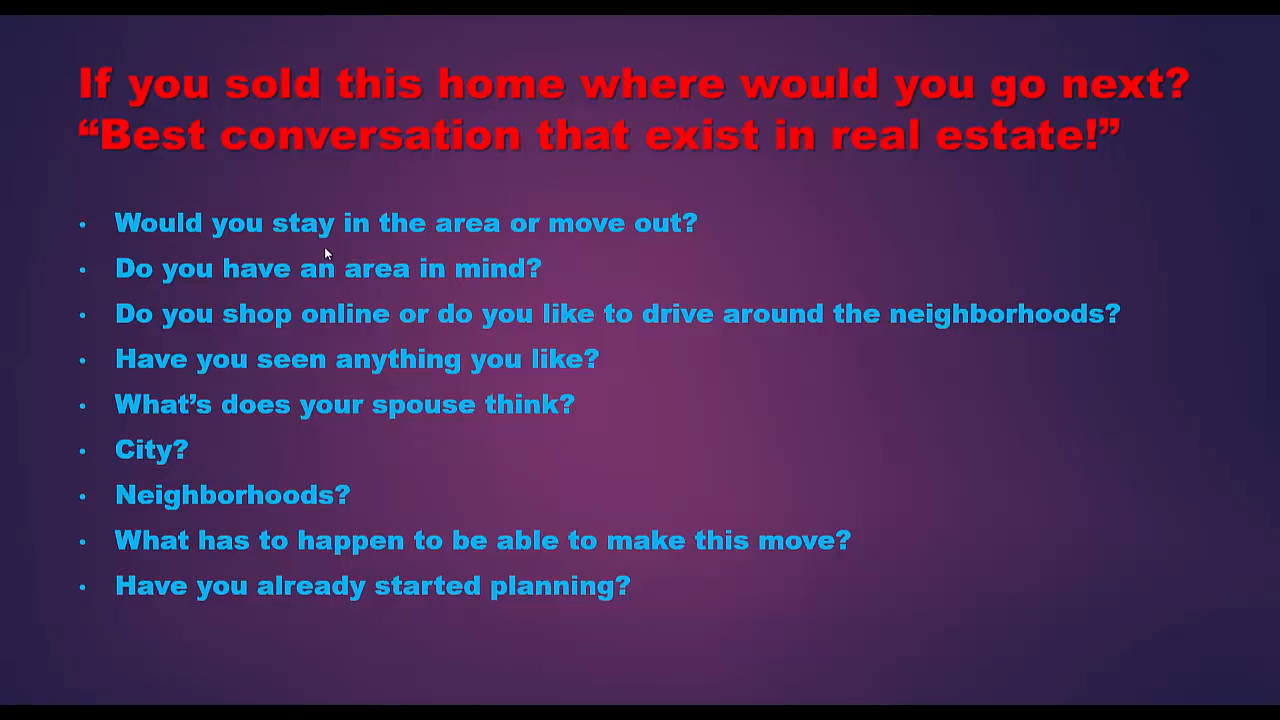 If you sold this home where would you go next?
“Best conversation that exist in real estate!”
• Would you stay in the area or move out?
• Do you have an area in mind?
• Do you shop online or do you like to drive around the neighborhoods?
• Have you seen anything you like?
• What’s does your spouse think?
• City?
• Neighborhoods?
• What has to happen to be able to make this move?
• Have you already started planning?